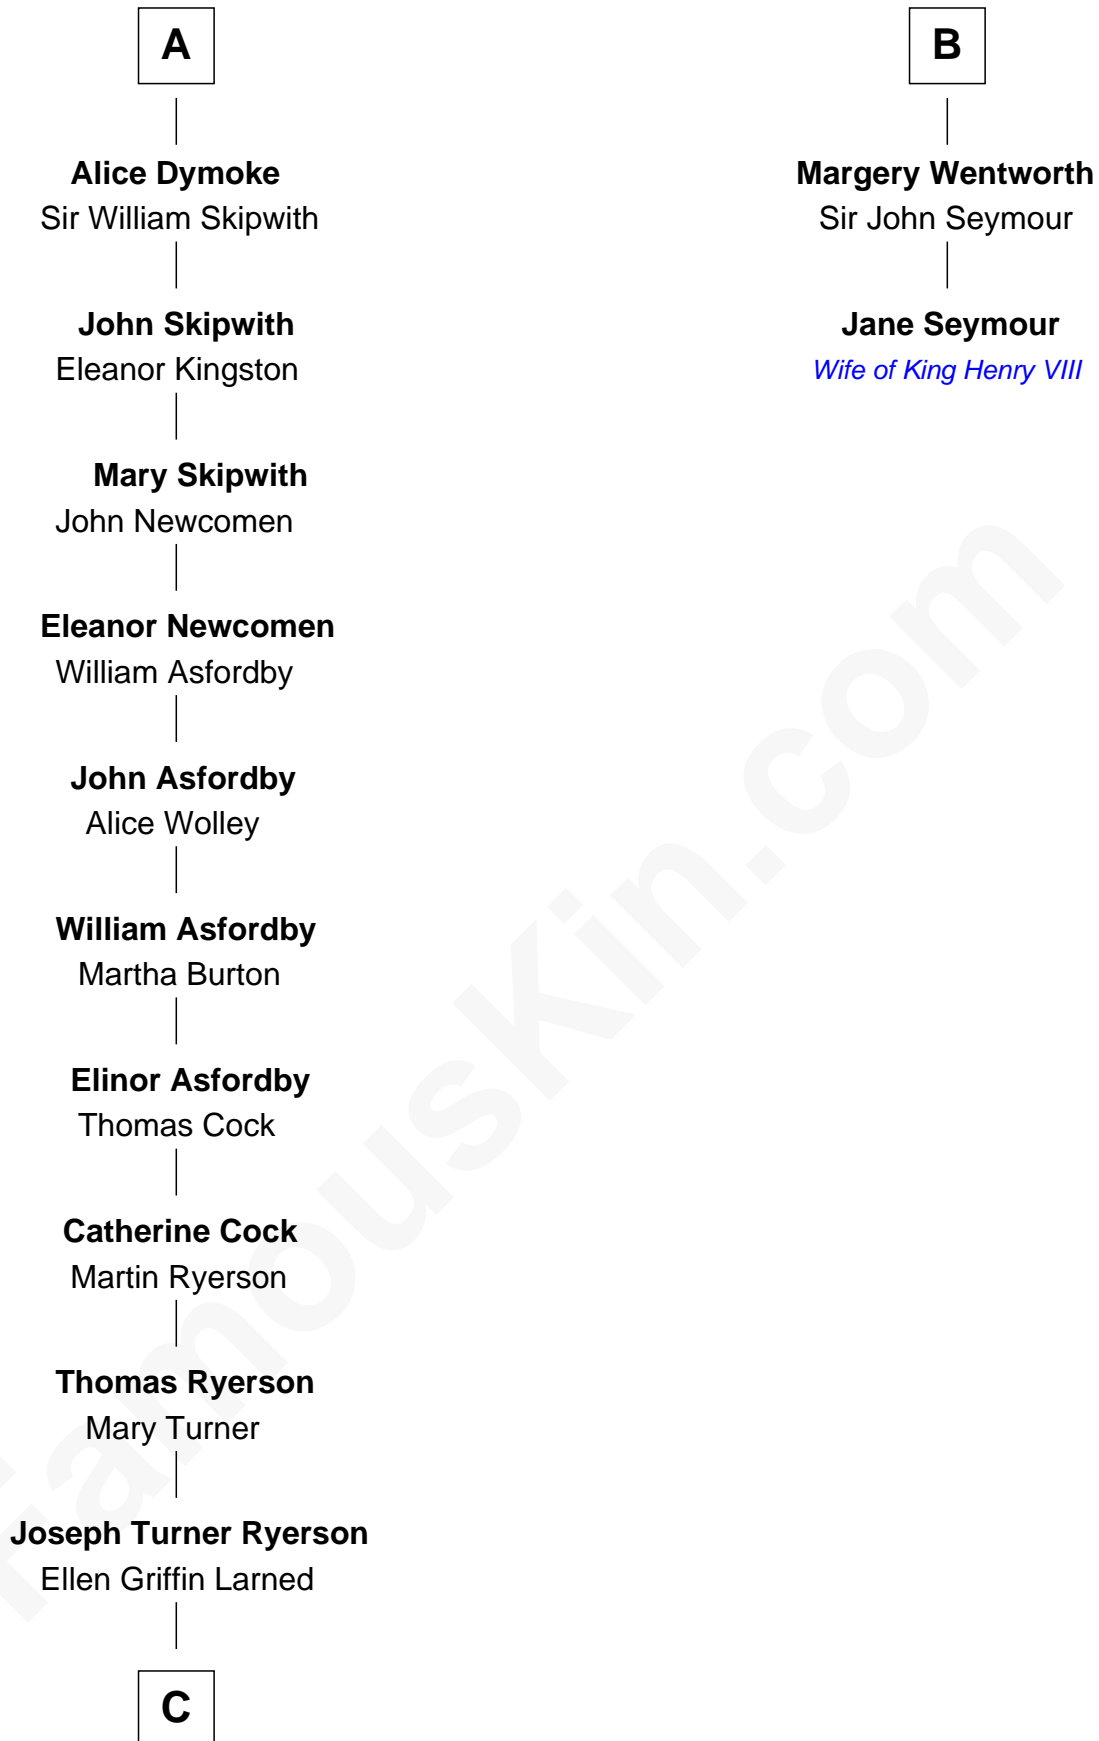 A
Alice Dymoke
Sir William Skipwith
John Skipwith
Eleanor Kingston
Mary Skipwith
John Newcomen
Eleanor Newcomen
William Asfordby
John Asfordby
Alice Wolley
William Asfordby
Martha Burton
Elinor Asfordby
Thomas Cock
Catherine Cock
Martin Ryerson
Thomas Ryerson
Mary Turner
Joseph Turner Ryerson
Ellen Griffin Larned
C
B
Margery Wentworth
Sir John Seymour
Jane Seymour
Wife of King Henry VIII
FamousKin.com